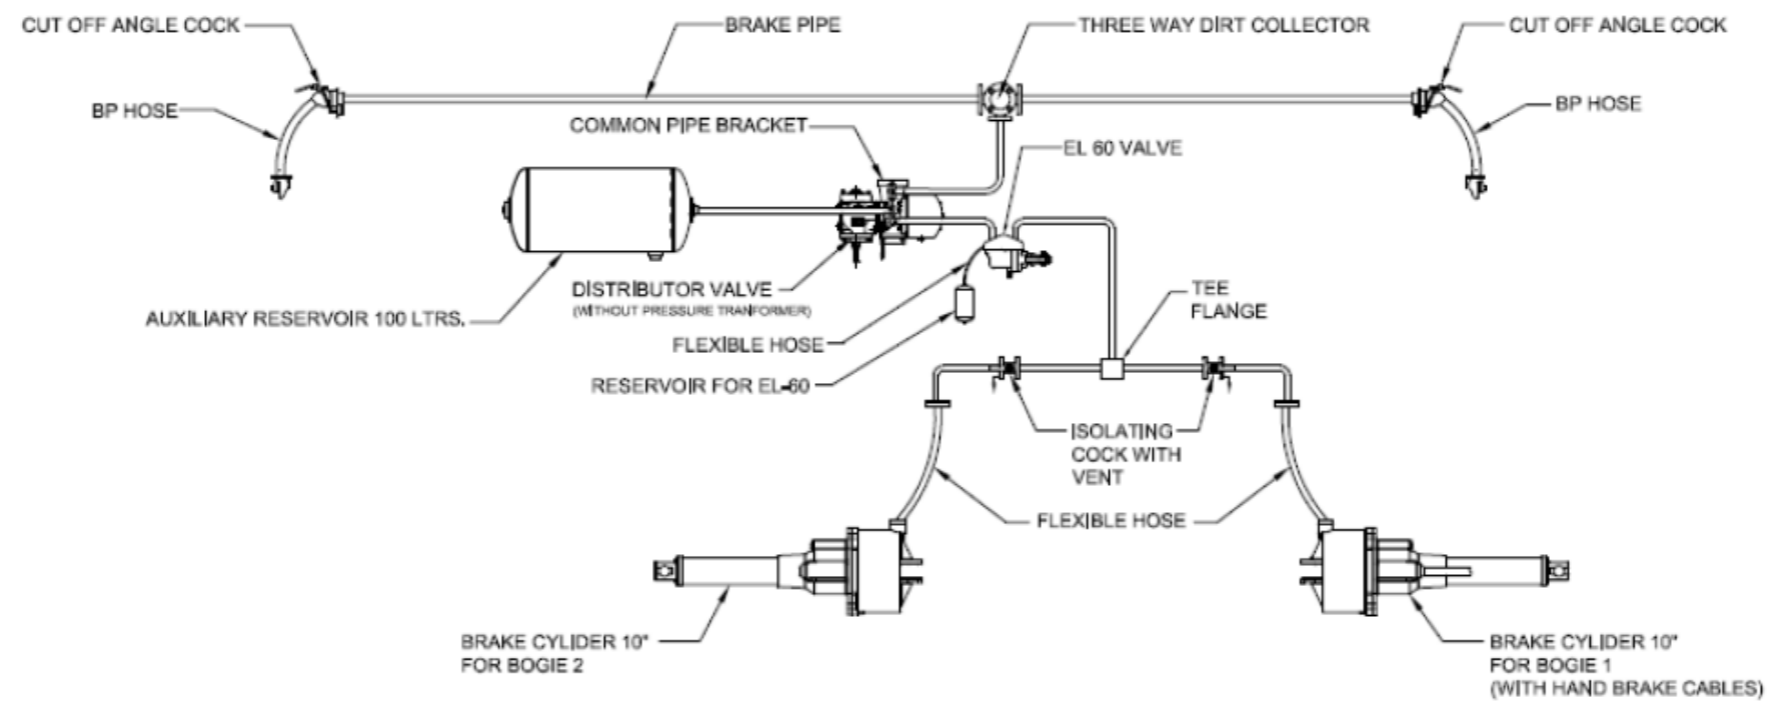 CUT OFF ANGLE COCK
BRAKE PIPE
THREE WAY DIRT COLLECTOR
CUT OFF ANGLE COCK
BP HOSE
BP HOSE
COMMON PIPE BRACKET
EL 60 VALVE
DISTRIBUTOR VALVE
(WITHOUT PRESSURE TRANFORMER)
AUXILIARY RESERVOIR 100 LTRS.
TEE
FLANGE
FLEXIBLE HOSE
RESERVOIR FOR EL-60
ISOLATING
COCK WITH
VENT
FLEXIBLE HOSE
BRAKE CYLIDER 10"
FOR BOGIE 2
BRAKE CYLIDER 10"
FOR BOGIE 1
(WITH HAND BRAKE CABLES)